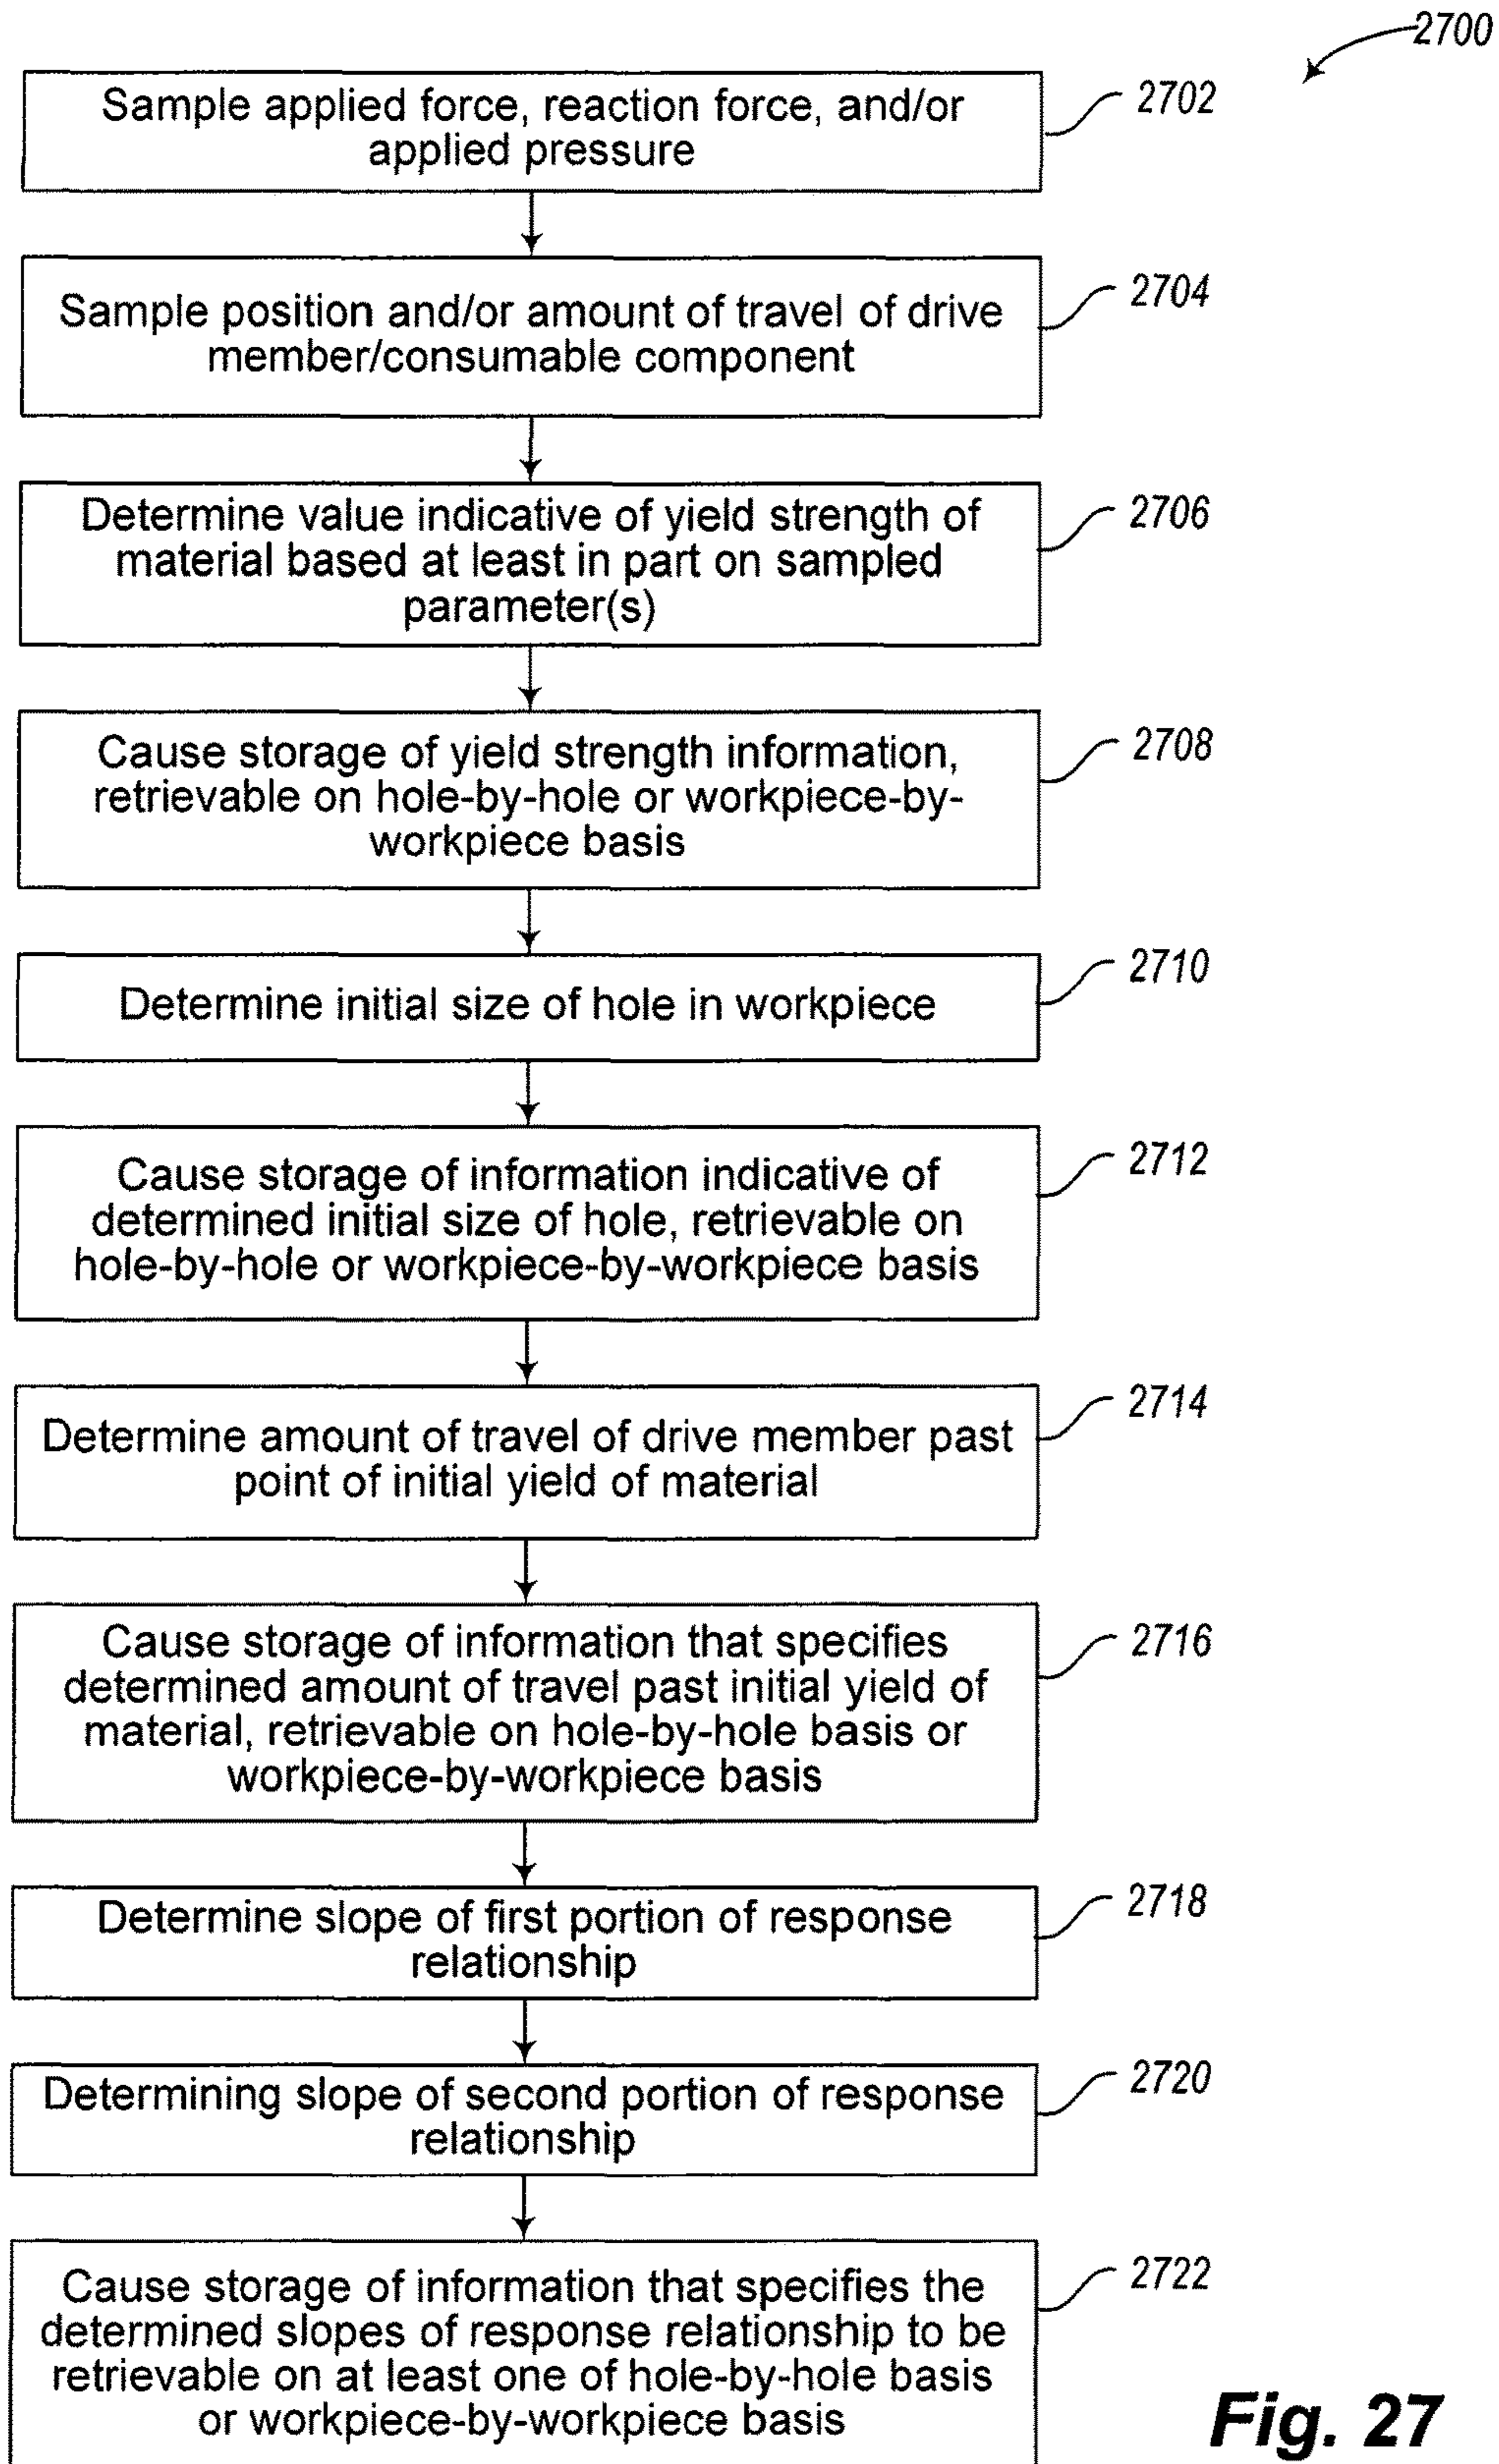 2700
Sample applied force, reaction force, and/or
applied pressure
2702
Sample position and/or amount of travel of drive
member/consumable component
2704
Determine value indicative of yield strength of
material based at least in part on sampled
parameter(s)
2706
Cause storage of yield strength information,
retrievable on hole-by-hole or workpiece-by-
workpiece basis
2708
Determine initial size of hole in workpiece
2710
Cause storage of information indicative of
determined initial size of hole, retrievable on
hole-by-hole or workpiece-by-workpiece basis
2712
Determine amount of travel of drive member past
point of initial yield of material
2714
Cause storage of information that specifies
determined amount of travel past initial yield of
material, retrievable on hole-by-hole basis or
workpiece-by-workpiece basis
2716
Determine slope of first portion of response
relationship
2718
Determining slope of second portion of response
relationship
2720
Cause storage of information that specifies the
determined slopes of response relationship to be
retrievable on at least one of hole-by-hole basis
or workpiece-by-workpiece basis
2722
Fig. 27